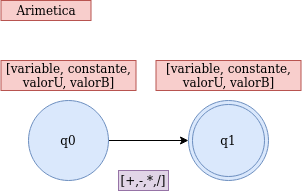 Arimetica
[variable, constante,
valorU, valorB]
[variable, constante,
valorU, valorB]
q0
q1
[+,-,*,/]